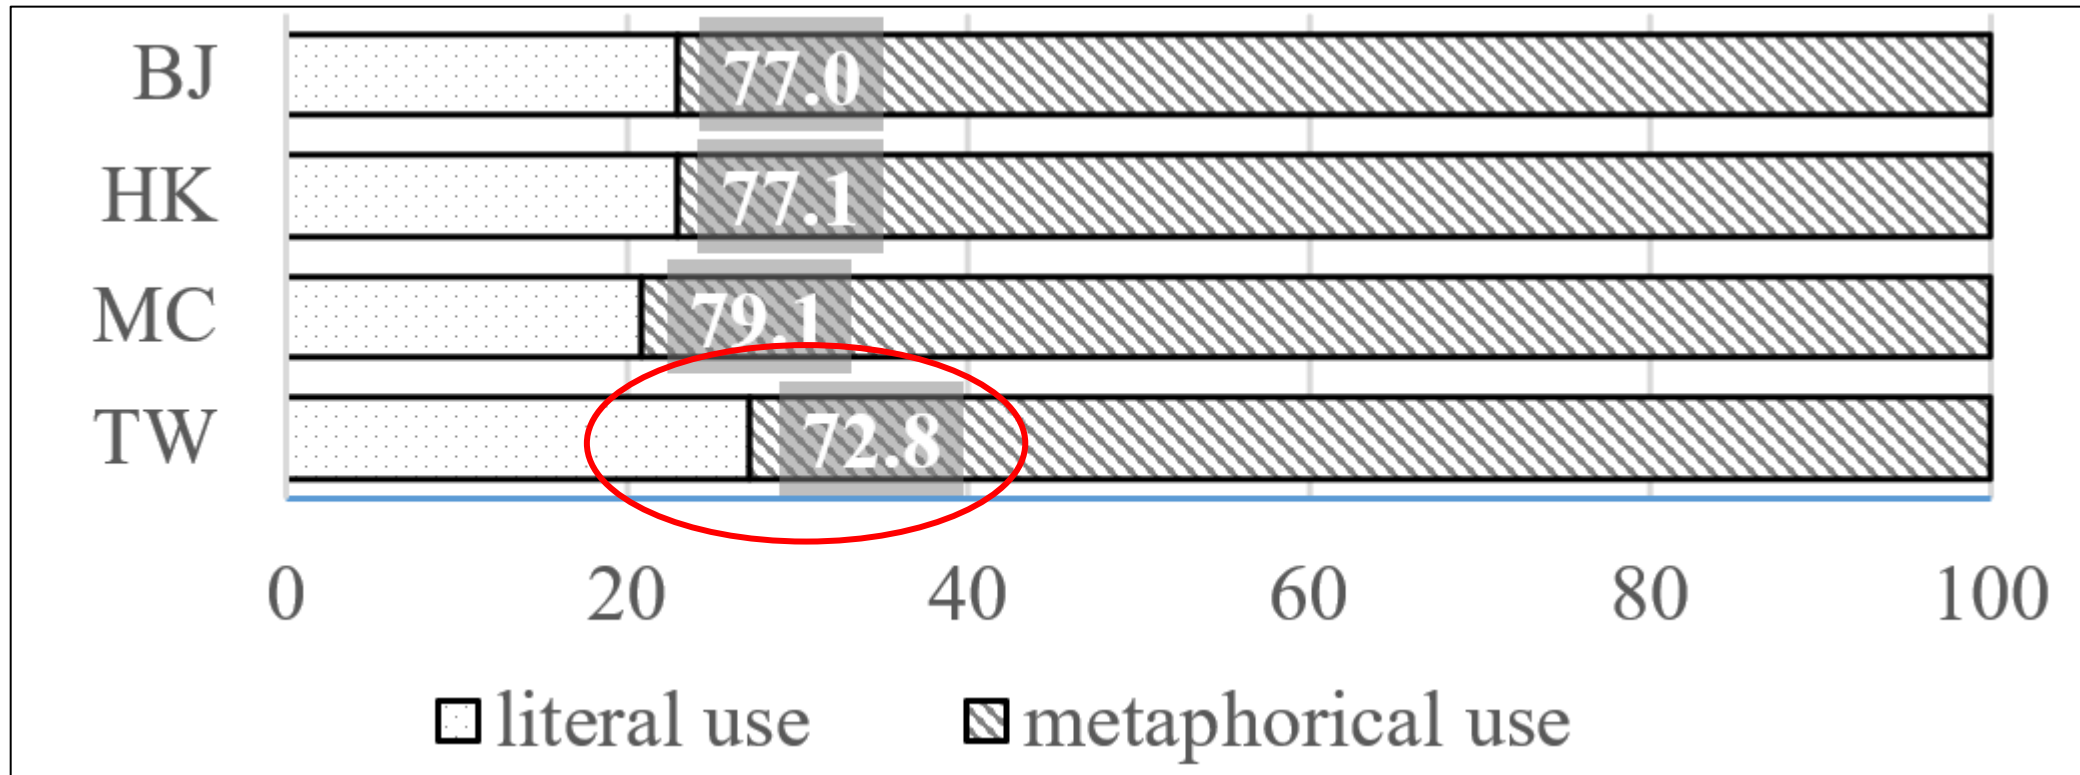 BJ 77.0
HK 77.1
MC 79.1
TW 72.8
0 20 40 60 80 100
literal use metaphorical use